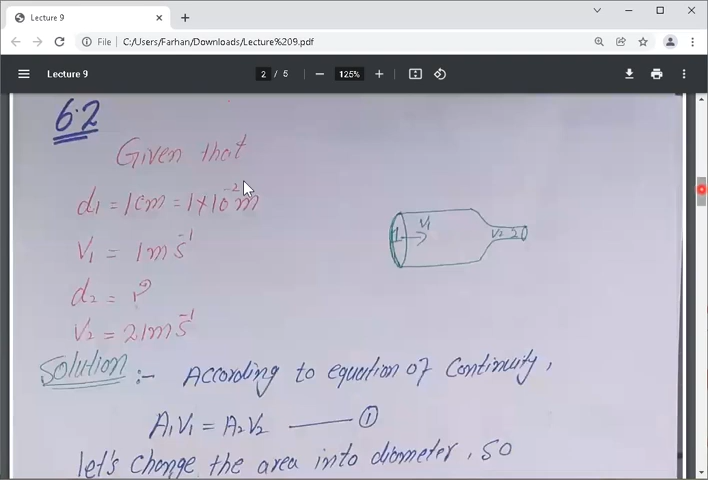 Lecture 9
File
C:/Users/Farhan/Downloads/Lecture%209.pdf
Lecture 9
2 / 5
125%
6.2
Given that
d₁ = 1cm = 1×10⁻²m
V₁ = 1ms⁻¹
V₁
1
V₂ 2
d₂ = ?
V₂ = 21ms⁻¹
Solution :- According to equation of Continuity,
A₁V₁ = A₂V₂ ①
let's change the area into diameter, so